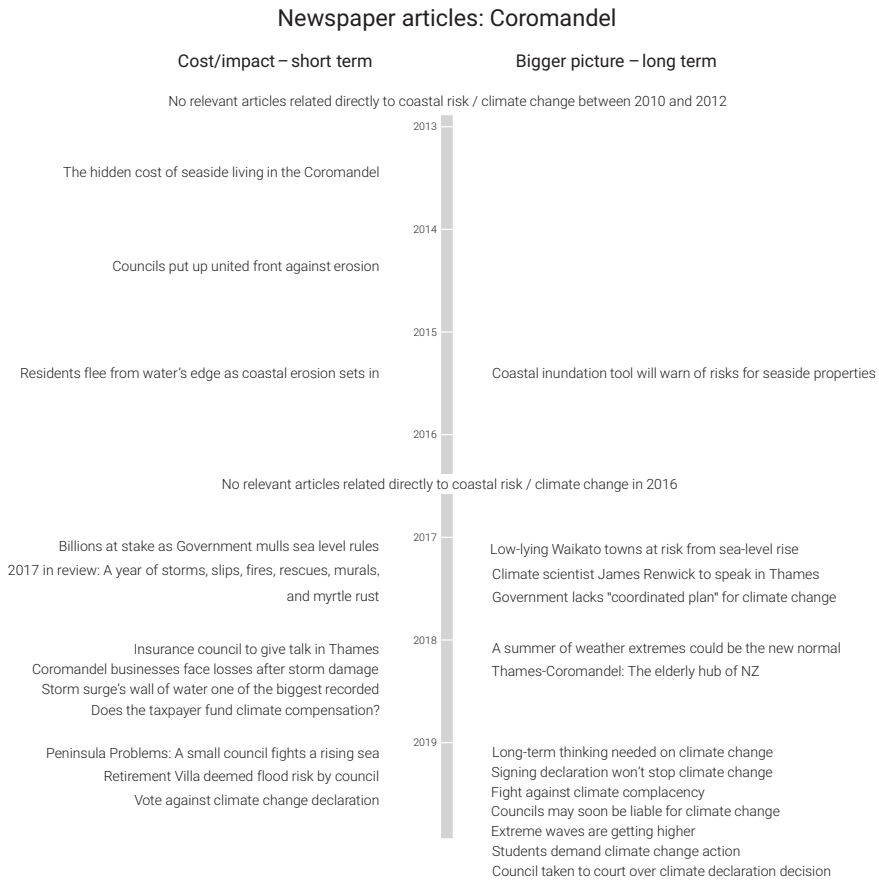 Newspaper articles: Coromandel
Cost/impact – short term
Bigger picture – long term
No relevant articles related directly to coastal risk / climate change between 2010 and 2012
2013
The hidden cost of seaside living in the Coromandel
2014
Councils put up united front against erosion
2015
Residents flee from water's edge as coastal erosion sets in
Coastal inundation tool will warn of risks for seaside properties
2016
No relevant articles related directly to coastal risk / climate change in 2016
2017
Billions at stake as Government mulls sea level rules
2017 in review: A year of storms, slips, fires, rescues, murals,
and myrtle rust
Low-lying Waikato towns at risk from sea-level rise
Climate scientist James Renwick to speak in Thames
Government lacks "coordinated plan" for climate change
2018
Insurance council to give talk in Thames
Coromandel businesses face losses after storm damage
Storm surge's wall of water one of the biggest recorded
Does the taxpayer fund climate compensation?
A summer of weather extremes could be the new normal
Thames-Coromandel: The elderly hub of NZ
2019
Peninsula Problems: A small council fights a rising sea
Retirement Villa deemed flood risk by council
Vote against climate change declaration
Long-term thinking needed on climate change
Signing declaration won't stop climate change
Fight against climate complacency
Councils may soon be liable for climate change
Extreme waves are getting higher
Students demand climate change action
Council taken to court over climate declaration decision